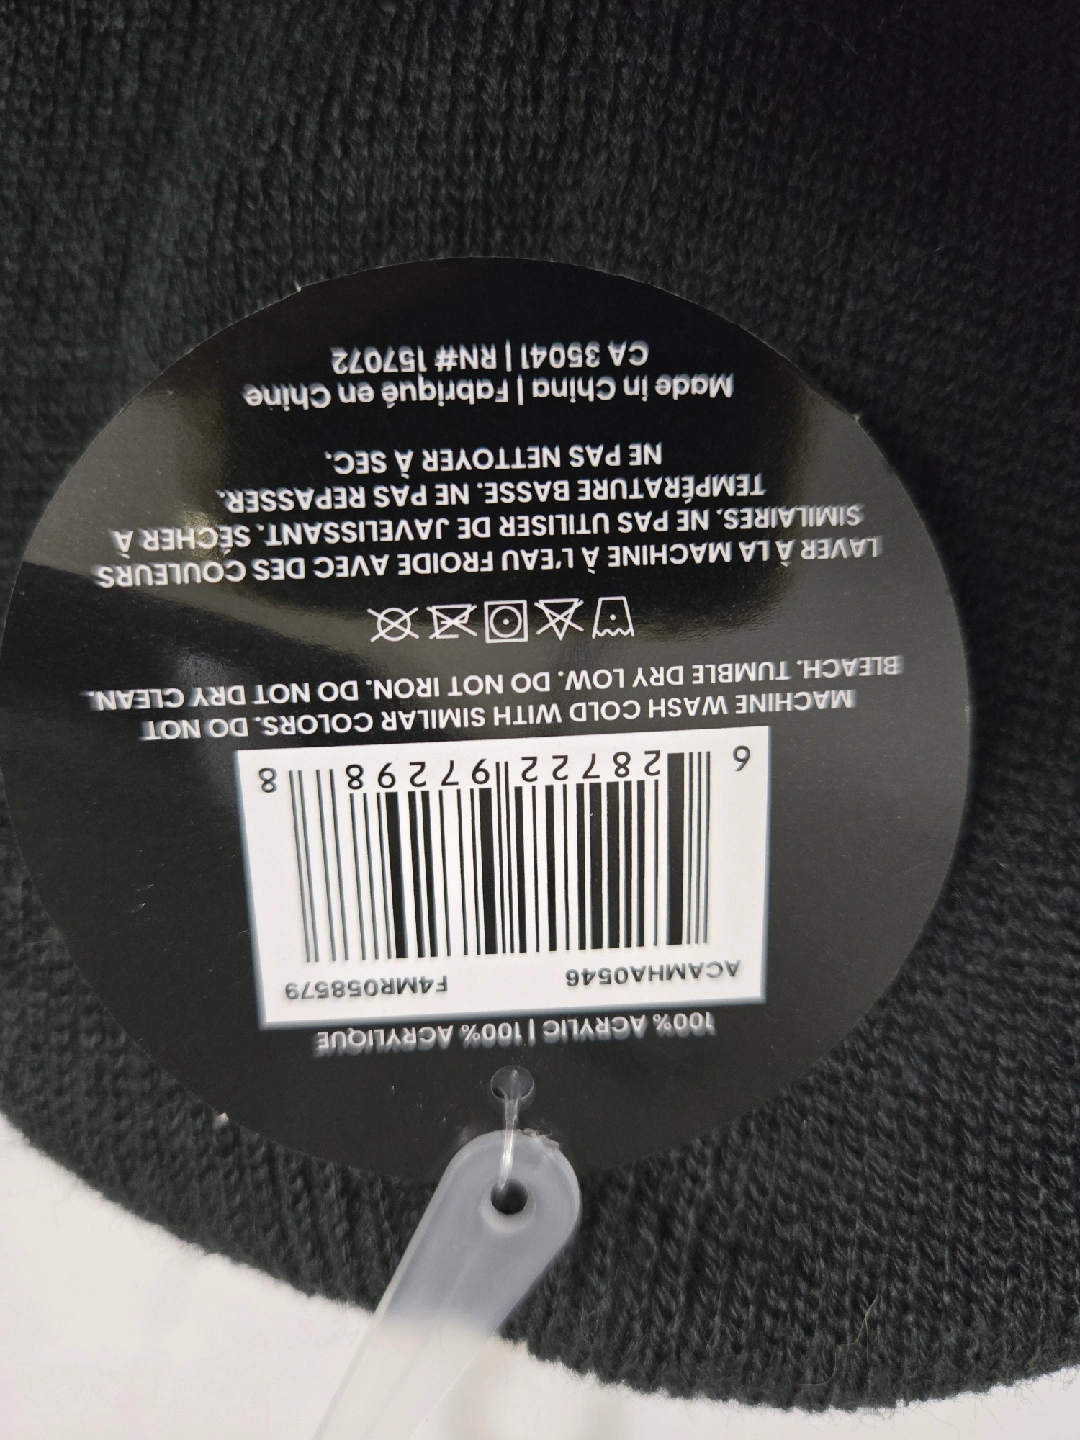 100% ACRYLIC | 100% ACRYLIQUE
ACAMHA0546 F4MR058579
6 28722 97298 8
MACHINE WASH COLD WITH SIMILAR COLORS. DO NOT
BLEACH. TUMBLE DRY LOW. DO NOT IRON. DO NOT DRY CLEAN.
LAVER À LA MACHINE À L'EAU FROIDE AVEC DES COULEURS
SIMILAIRES. NE PAS UTILISER DE JAVELISSANT. SÉCHER À
TEMPÉRATURE BASSE. NE PAS REPASSER.
NE PAS NETTOYER À SEC.
Made in China | Fabriqué en Chine
CA 35041 | RN# 157072